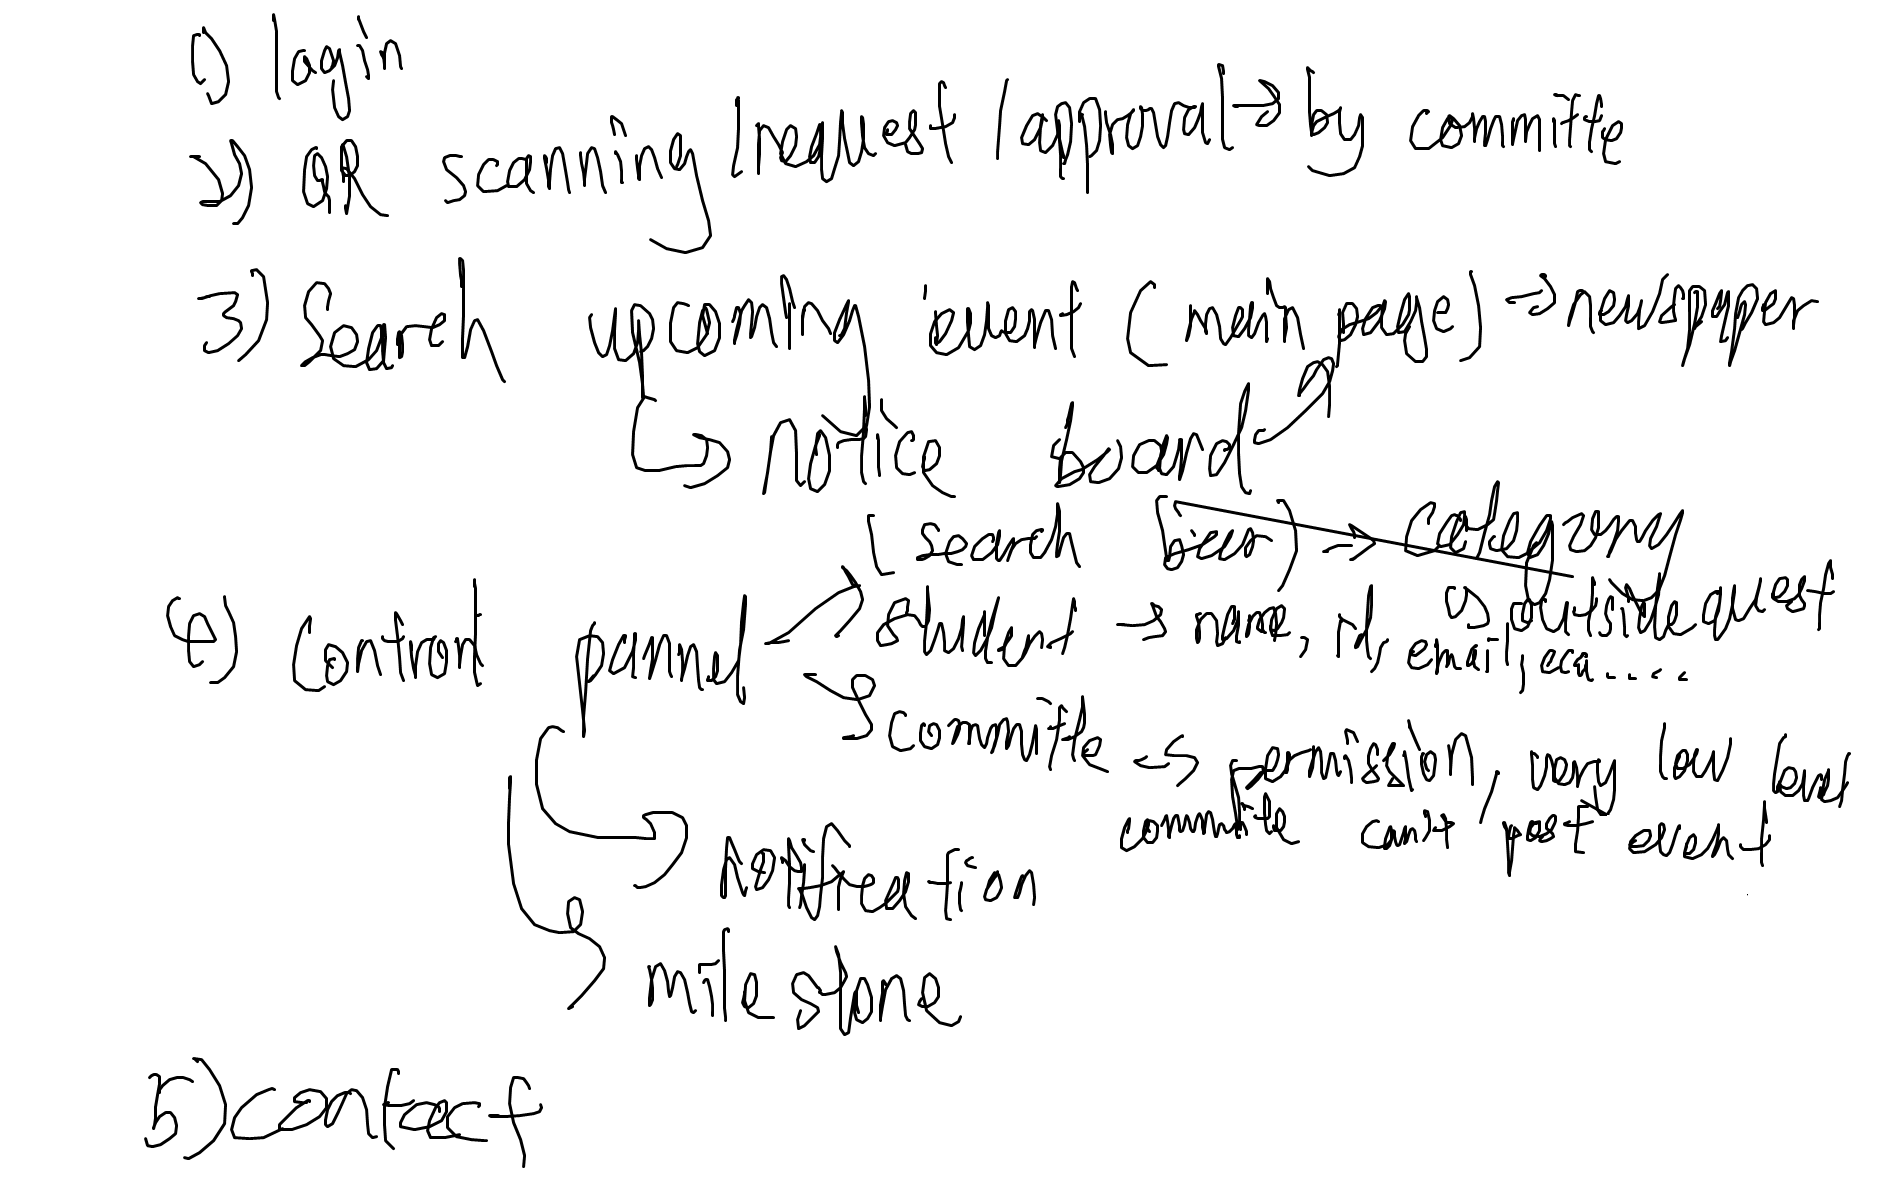 1) login
2) QR scanning / request / approval → by committe
3) Search upcoming event (main page) → newspaper
↳ notice board
(search bar) → category
↳ outside quest
4) Control pannel → student → name, id, email, eca....
→ committe → permission, very low level
committe can't post event
→ notification
→ milestone
5) contact